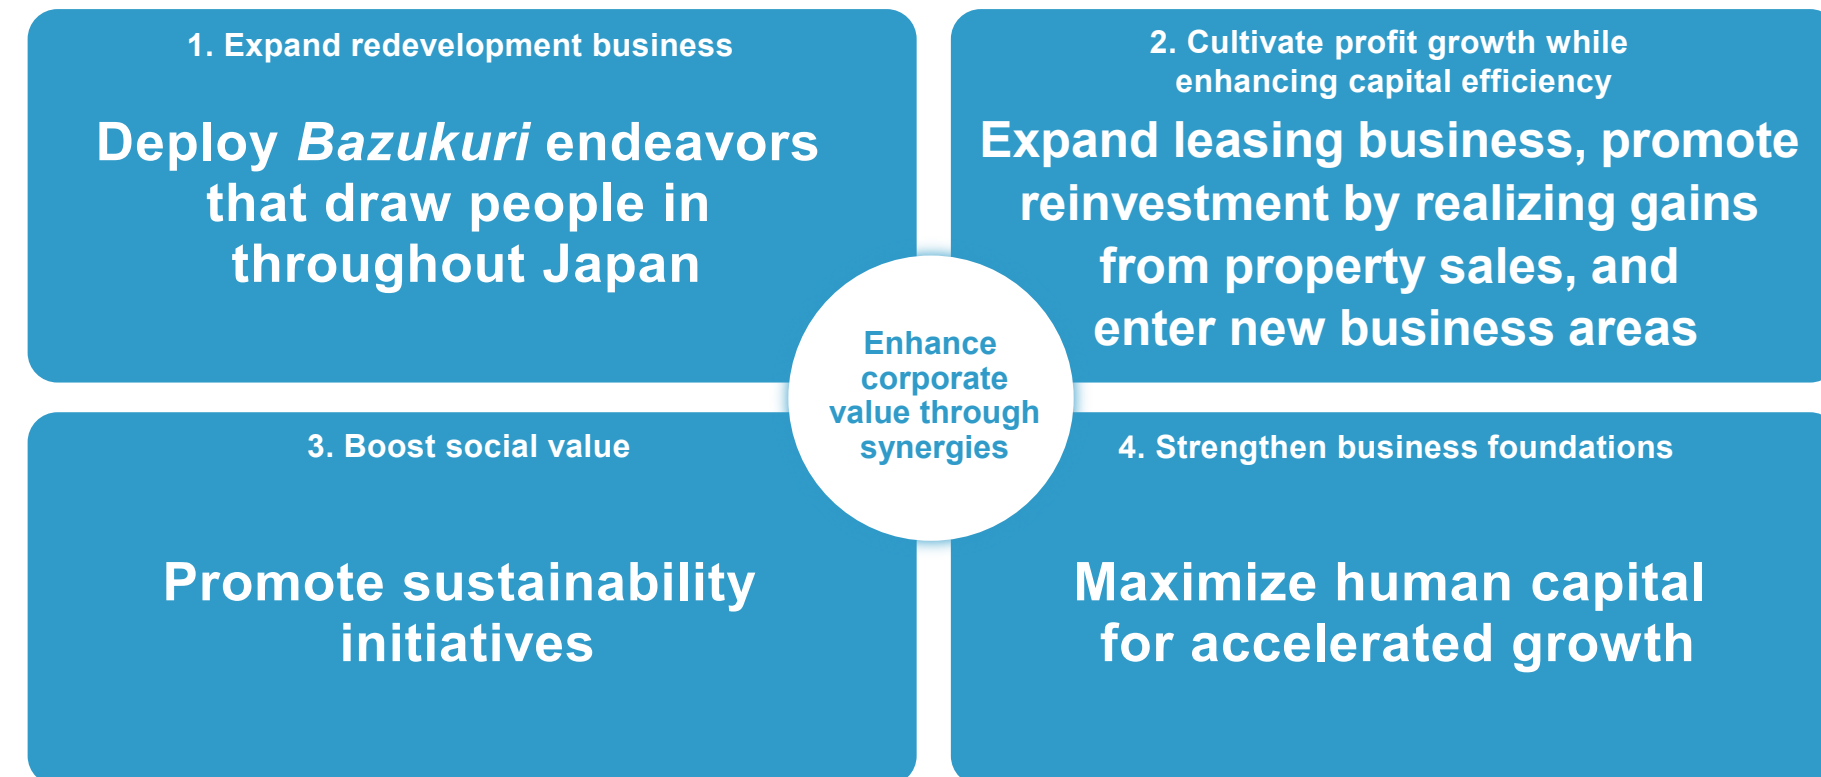 1. Expand redevelopment business
Deploy Bazukuri endeavors
that draw people in
throughout Japan
2. Cultivate profit growth while
enhancing capital efficiency
Expand leasing business, promote
reinvestment by realizing gains
from property sales, and
enter new business areas
Enhance
corporate
value through
synergies
3. Boost social value
Promote sustainability
initiatives
4. Strengthen business foundations
Maximize human capital
for accelerated growth